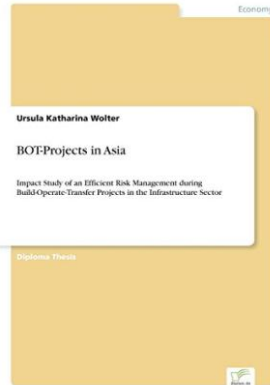 Economy
Ursula Katharina Wolter
BOT-Projects in Asia
Impact Study of an Efficient Risk Management during
Build-Operate-Transfer Projects in the Infrastructure Sector
Diploma Thesis